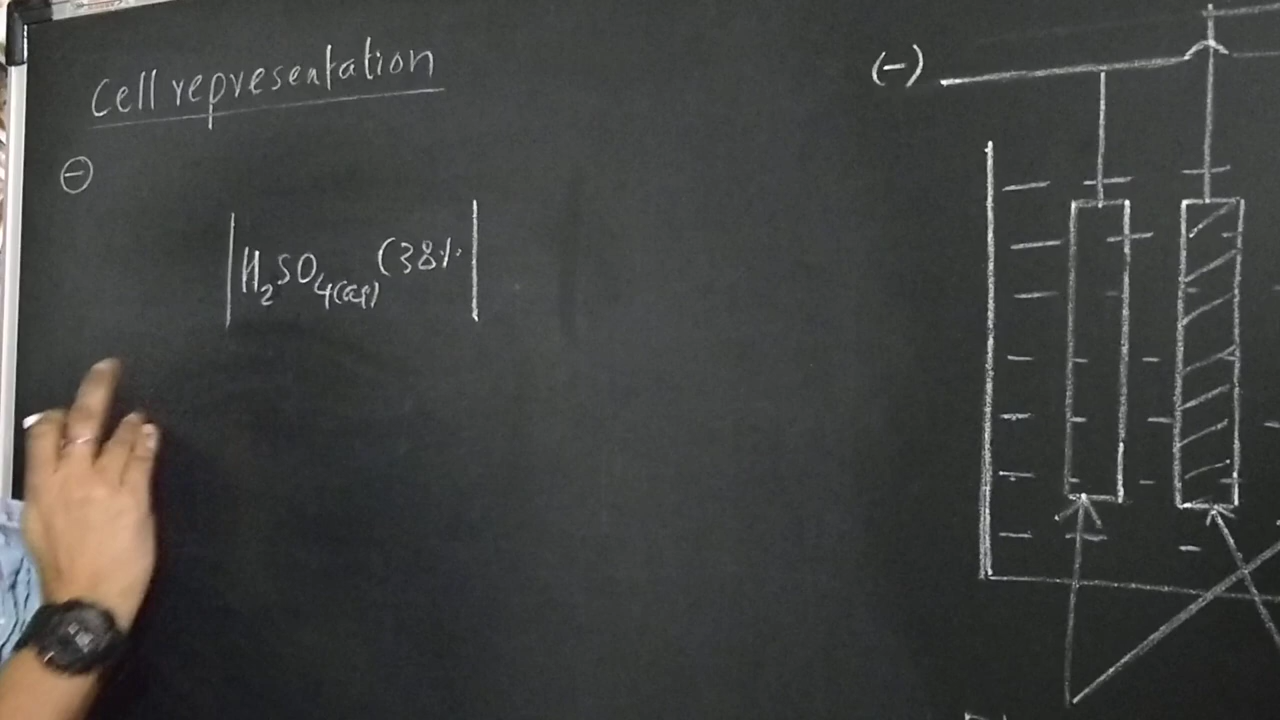 Cell representation
(-)
⊖
H₂SO₄(aq) (38%